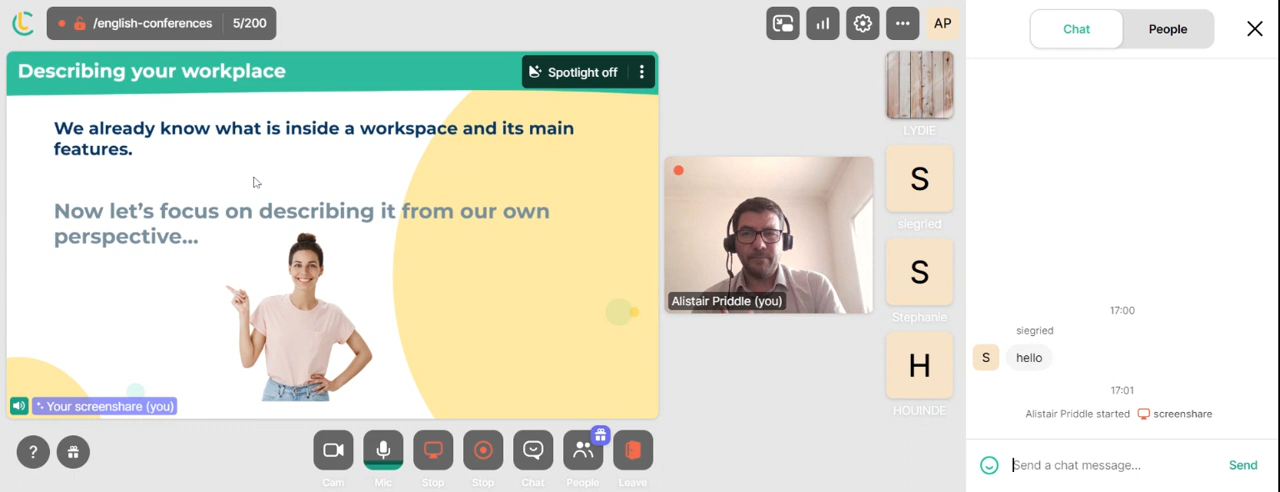 /english-conferences 5/200
AP
Chat
People
Describing your workplace
Spotlight off
We already know what is inside a workspace and its main
features.
Now let's focus on describing it from our own
perspective...
Your screenshare (you)
Alistair Priddle (you)
LYDIE
S
siegried
S
Stephanie
H
HOUINDE
?
Cam
Mic
Stop
Stop
Chat
People
Leave
17:00
siegried
S
hello
17:01
Alistair Priddle started screenshare
Send a chat message...
Send